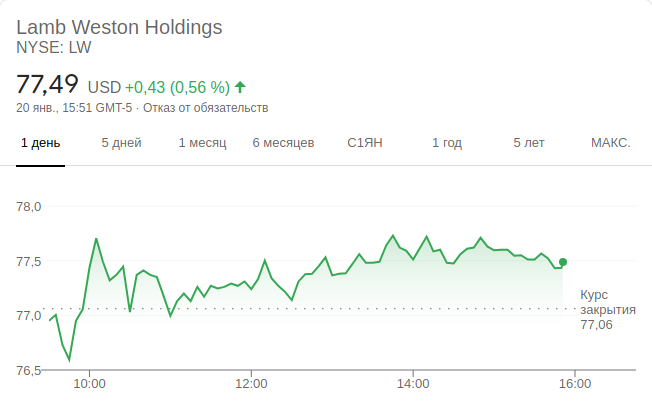 Lamb Weston Holdings
NYSE: LW
77,49 USD +0,43 (0,56 %)
20 янв., 15:51 GMT-5 · Отказ от обязательств
1 день 5 дней 1 месяц 6 месяцев С1ЯН 1 год 5 лет МАКС.
78,0
77,5
77,0
76,5
Курс
закрытия
77,06
10:00 12:00 14:00 16:00